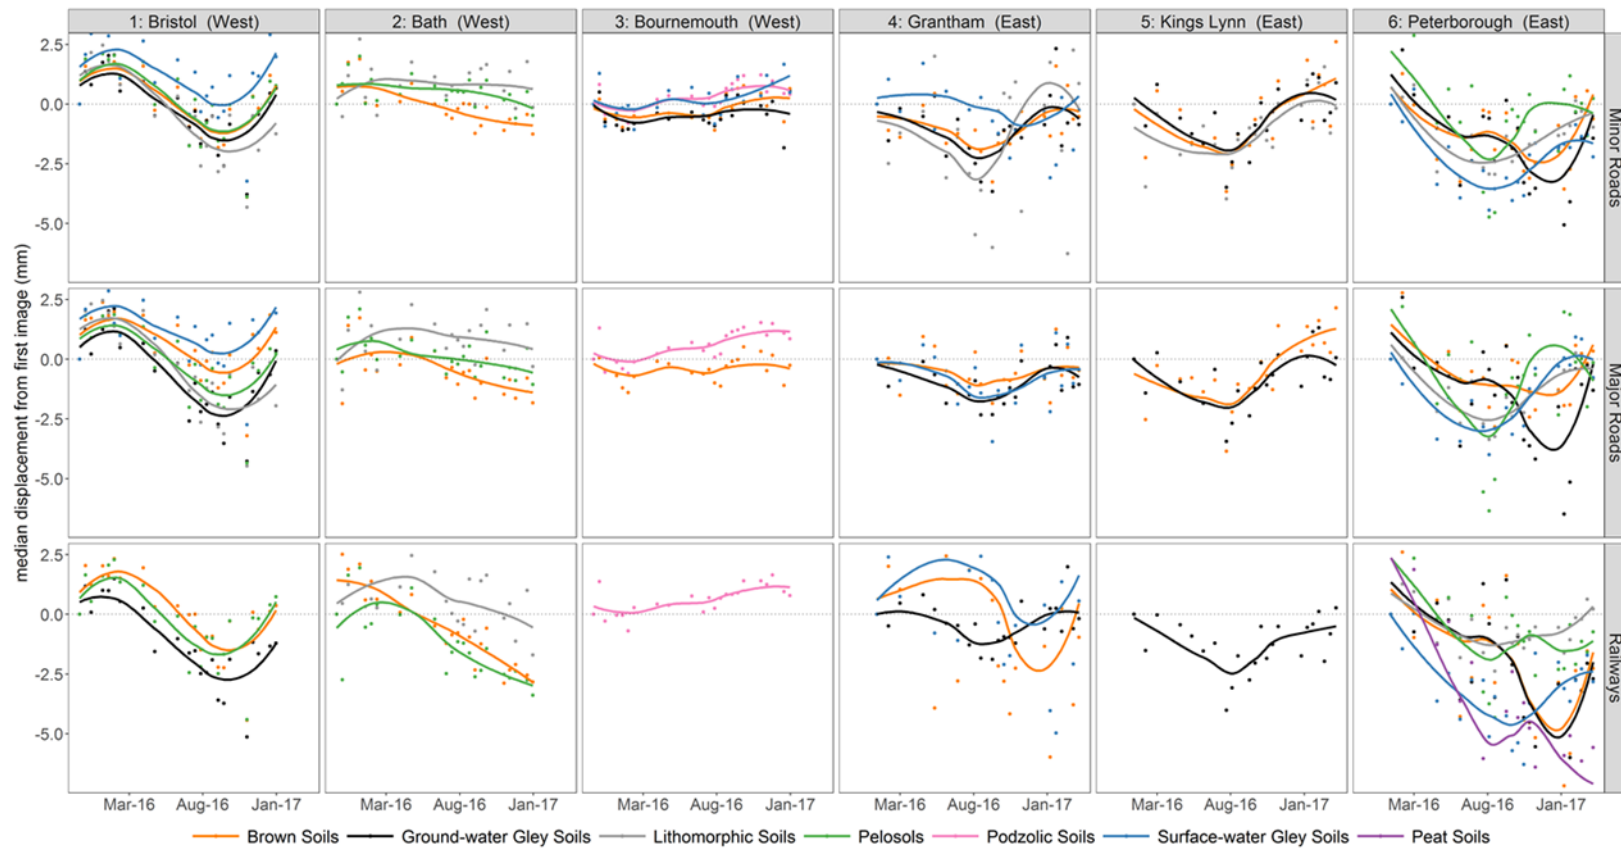 1: Bristol (West)
2: Bath (West)
3: Bournemouth (West)
4: Grantham (East)
5: Kings Lynn (East)
6: Peterborough (East)
median displacement from first image (mm)
2.5
0.0
-2.5
-5.0
Minor Roads
2.5
0.0
-2.5
-5.0
Major Roads
2.5
0.0
-2.5
-5.0
Railways
Mar-16 Aug-16 Jan-17 Mar-16 Aug-16 Jan-17 Mar-16 Aug-16 Jan-17 Mar-16 Aug-16 Jan-17 Mar-16 Aug-16 Jan-17 Mar-16 Aug-16 Jan-17
Brown Soils Ground-water Gley Soils Lithomorphic Soils Pelosols Podzolic Soils Surface-water Gley Soils Peat Soils